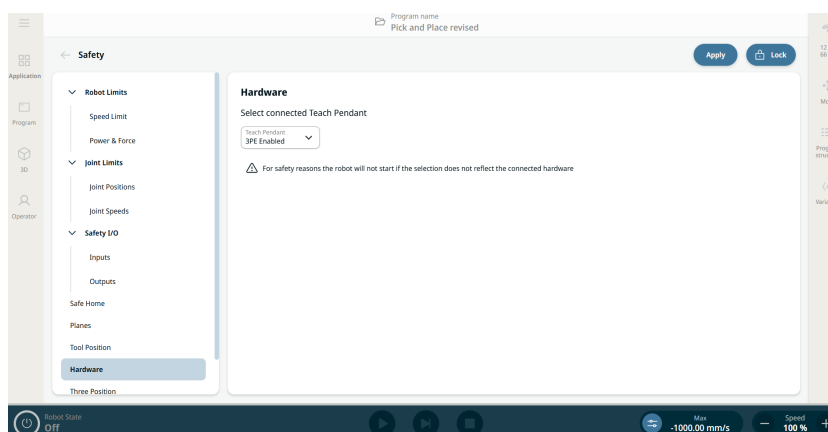 Program name
Pick and Place revised
Safety
Apply
Lock
Application
Program
3D
Operator
Robot Limits
Speed Limit
Power & Force
Joint Limits
Joint Positions
Joint Speeds
Safety I/O
Inputs
Outputs
Safe Home
Planes
Tool Position
Hardware
Three Position
Hardware
Select connected Teach Pendant
Teach Pendant
3PE Enabled
For safety reasons the robot will not start if the selection does not reflect the connected hardware
12
66
Robot State
Off
Max
-1000.00 mm/s
Speed
100 %